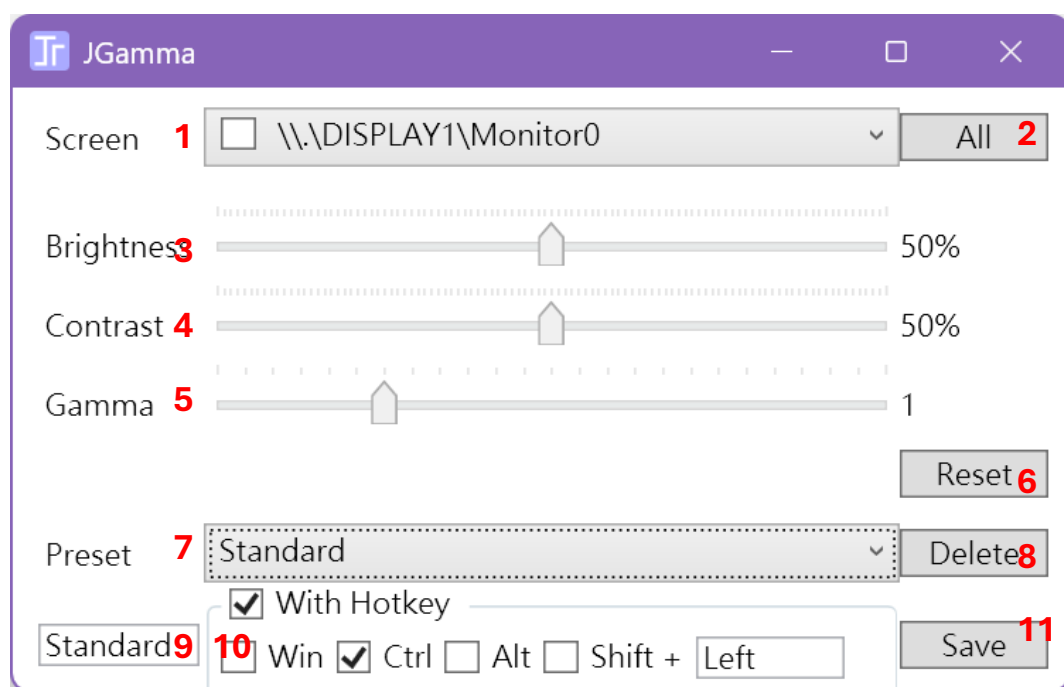 JGamma
Screen 1 \\.\DISPLAY1\Monitor0 All 2
Brightness 3 50%
Contrast 4 50%
Gamma 5 1
Reset 6
Preset 7 Standard Delete 8
With Hotkey
Standard 9 10 Win Ctrl Alt Shift + Left Save 11